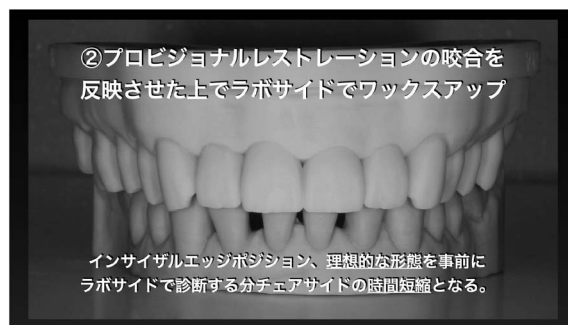 ②プロビジョナルレストレーションの咬合を
反映させた上でラボサイドでワックスアップ
インサイザルエッジポジション、理想的な形態を事前に
ラボサイドで診断する分チェアサイドの時間短縮となる。